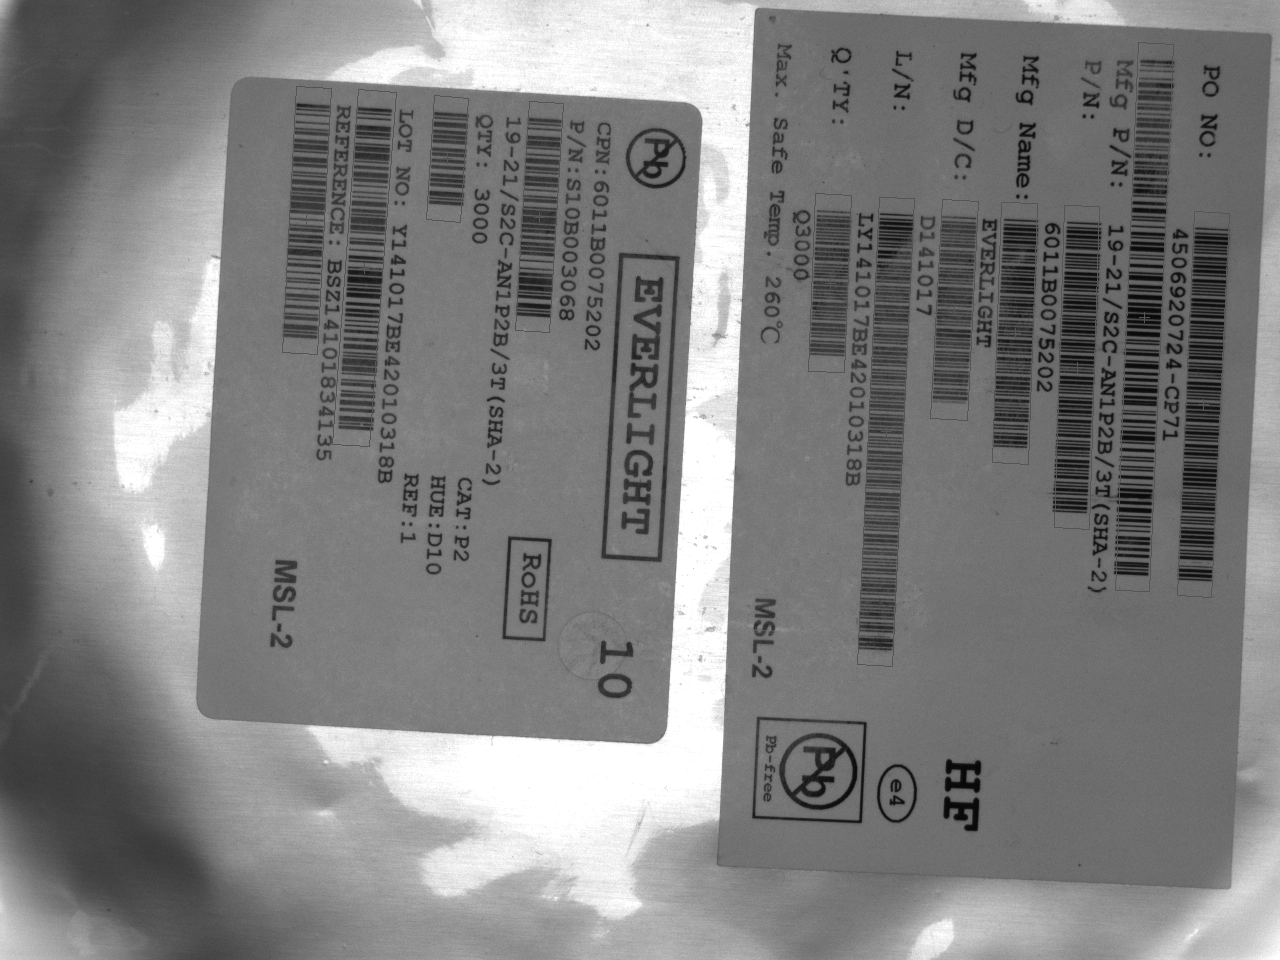 Pb
EVERLIGHT
CPN:6011B0075202
P/N:S10B003068
19-21/S2C-AN1P2B/3T(SHA-2)
QTY: 3000
RoHS
10
CAT:P2
HUE:D10
REF:1
LOT NO: Y141017BE42010318B
REFERENCE: BSZ14101834135
MSL-2
PO NO:
4506920724-CP71
Mfg P/N:
19-21/S2C-AN1P2B/3T(SHA-2)
P/N:
6011B0075202
Mfg Name:
EVERLIGHT
Mfg D/C:
D141017
L/N:
LY141017BE42010318B
Q'TY:
Q3000
Max. Safe Temp. 260℃
MSL-2
HF
e4
Pb
Pb-free